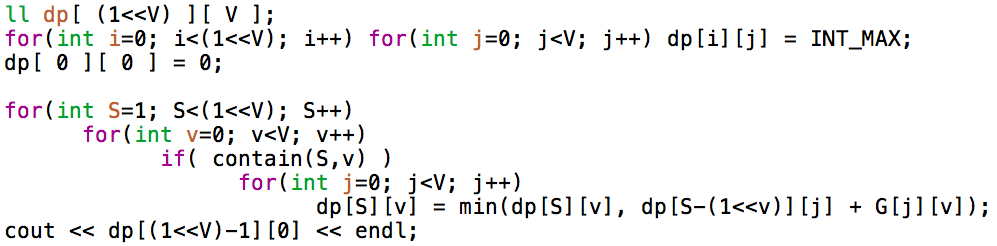 ll dp[ (1<<V) ][ V ];
for(int i=0; i<(1<<V); i++) for(int j=0; j<V; j++) dp[i][j] = INT_MAX;
dp[ 0 ][ 0 ] = 0;
for(int S=1; S<(1<<V); S++)
for(int v=0; v<V; v++)
if( contain(S,v) )
for(int j=0; j<V; j++)
dp[S][v] = min(dp[S][v], dp[S-(1<<v)][j] + G[j][v]);
cout << dp[(1<<V)-1][0] << endl;